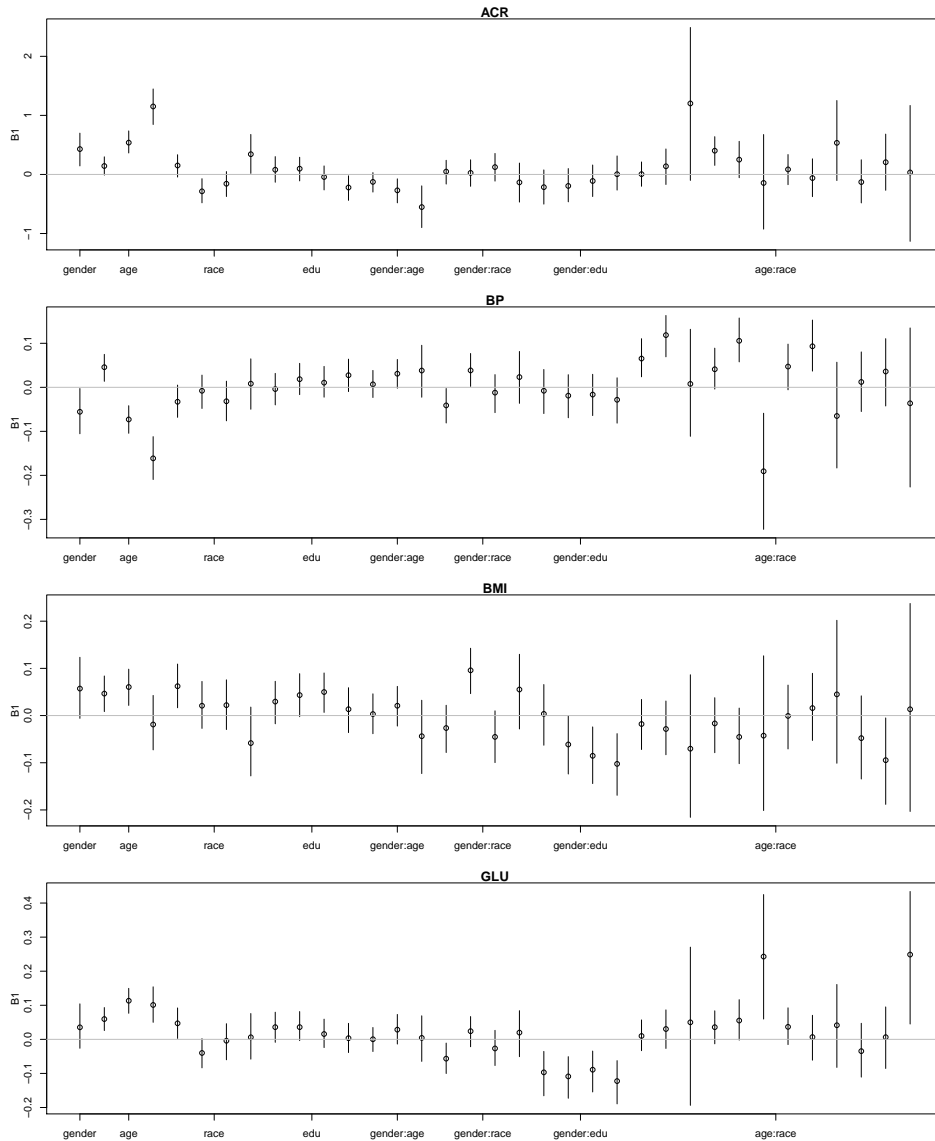 ACR
2
1
0
−1
B1
gender age race edu gender:age gender:race gender:edu age:race
BP
0.1
0.0
−0.1
−0.2
−0.3
B1
gender age race edu gender:age gender:race gender:edu age:race
BMI
0.2
0.1
0.0
−0.1
−0.2
B1
gender age race edu gender:age gender:race gender:edu age:race
GLU
0.4
0.3
0.2
0.1
0.0
−0.1
−0.2
B1
gender age race edu gender:age gender:race gender:edu age:race